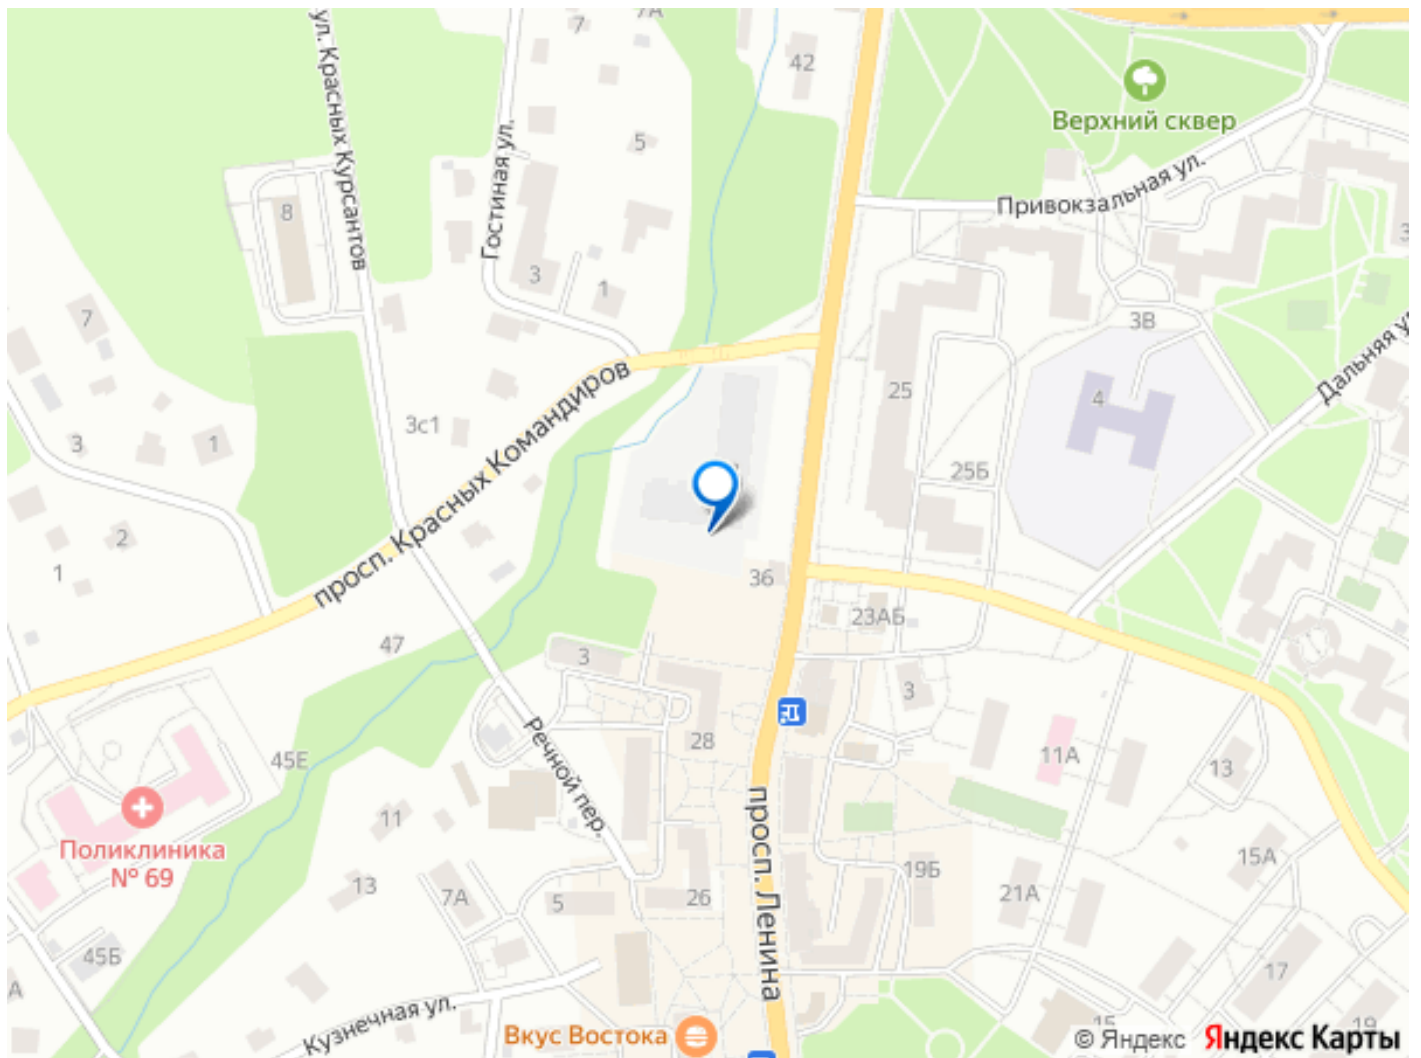 7А
7
42
ул. Красных Курсантов
Верхний сквер
5
Гостиная ул.
Привокзальная ул.
8
3
1
7
3В
Дальняя ул
25
4
3с1
3
1
просп. Красных Командиров
25Б
2
1
36
23АБ
47
3
3
28
Речной пер.
45Е
11А
13
11
просп. Ленина
Поликлиника
№ 69
15А
13
7А
5
26
19Б
21А
45Б
А
17
Кузнечная ул.
Вкус Востока
15
19
© Яндекс Яндекс Карты